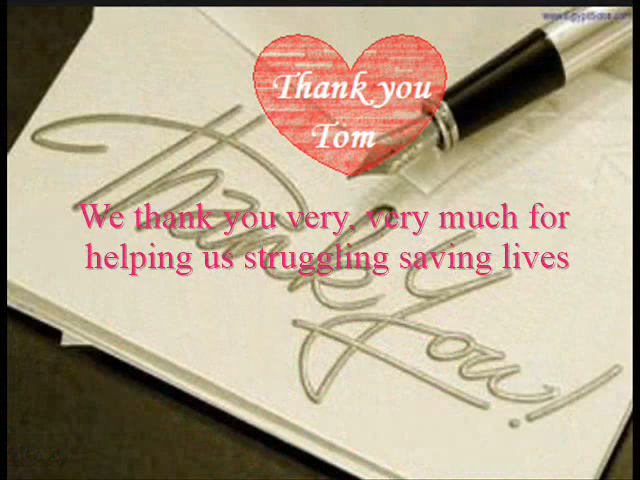 Thank you
Tom
We thank you very, very much for
helping us struggling saving lives
Thank
you!